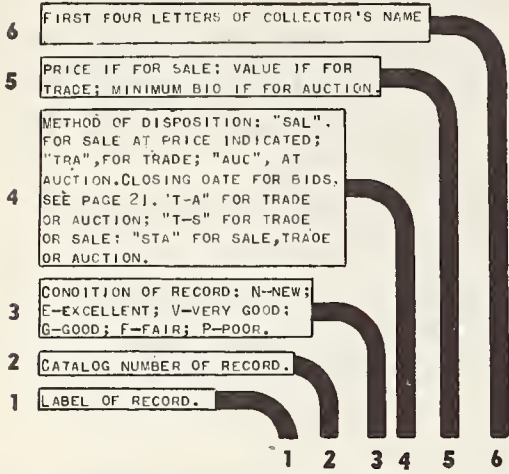 6 FIRST FOUR LETTERS OF COLLECTOR'S NAME
5 PRICE IF FOR SALE; VALUE IF FOR
TRADE; MINIMUM BID IF FOR AUCTION.
METHOD OF DISPOSITION: "SAL",
FOR SALE AT PRICE INDICATED;
"TRA",FOR TRADE; "AUC", AT
AUCTION.CLOSING DATE FOR BIDS,
4 SEE PAGE 21. "T-A" FOR TRADE
OR AUCTION; "T-S" FOR TRADE
OR SALE: "STA" FOR SALE,TRADE
OR AUCTION.
CONDITION OF RECORD; N-NEW;
3 E-EXCELLENT; V-VERY GOOD;
G-GOOD; F-FAIR; P-POOR.
2 CATALOG NUMBER OF RECORD.
1 LABEL OF RECORD.
1 2 3 4 5 6